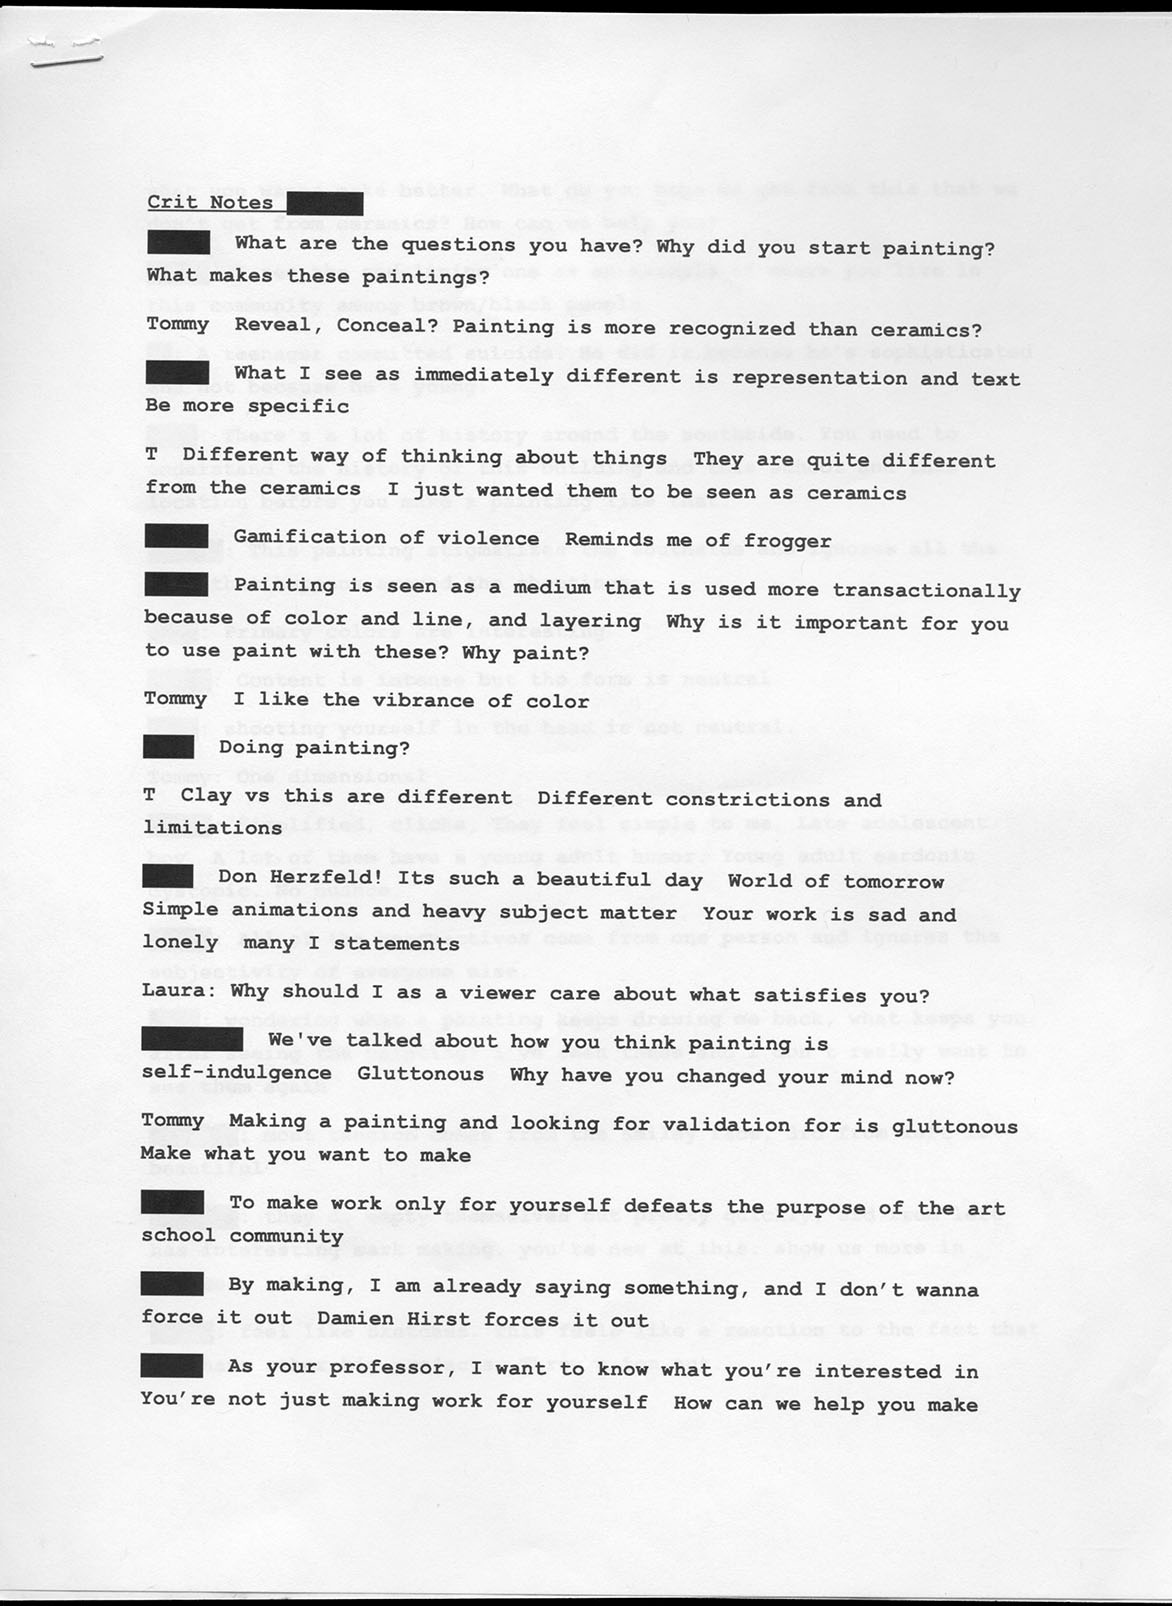 Crit Notes
What are the questions you have? Why did you start painting?
What makes these paintings?
Tommy Reveal, Conceal? Painting is more recognized than ceramics?
What I see as immediately different is representation and text
Be more specific
T Different way of thinking about things They are quite different
from the ceramics I just wanted them to be seen as ceramics
Gamification of violence Reminds me of frogger
Painting is seen as a medium that is used more transactionally
because of color and line, and layering Why is it important for you
to use paint with these? Why paint?
Tommy I like the vibrance of color
Doing painting?
T Clay vs this are different Different constrictions and
limitations
Don Herzfeld! Its such a beautiful day World of tomorrow
Simple animations and heavy subject matter Your work is sad and
lonely many I statements
Laura: Why should I as a viewer care about what satisfies you?
We've talked about how you think painting is
self-indulgence Gluttonous Why have you changed your mind now?
Tommy Making a painting and looking for validation for is gluttonous
Make what you want to make
To make work only for yourself defeats the purpose of the art
school community
By making, I am already saying something, and I don't wanna
force it out Damien Hirst forces it out
As your professor, I want to know what you're interested in
You're not just making work for yourself How can we help you make